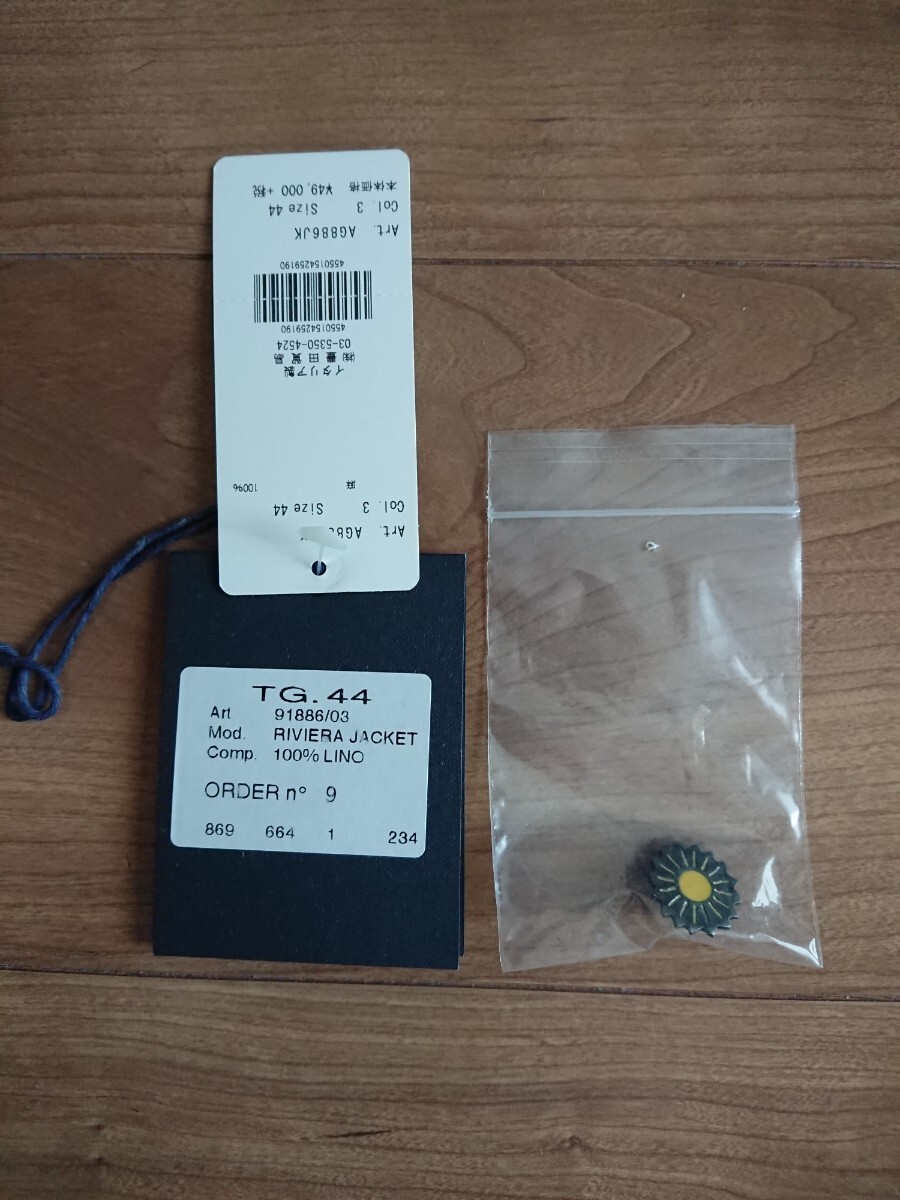 Art.
Col. 3 Size 44
麻 100%
イタリア製
㈱豊田貿易
03-5350-4524
4550154259190
4550154259190
Art. AG886JK
Col. 3 Size 44
本体価格 ¥49,000 +税
TG.44
Art 91886/03
Mod. RIVIERA JACKET
Comp. 100% LINO
ORDER n° 9
869 664 1 234